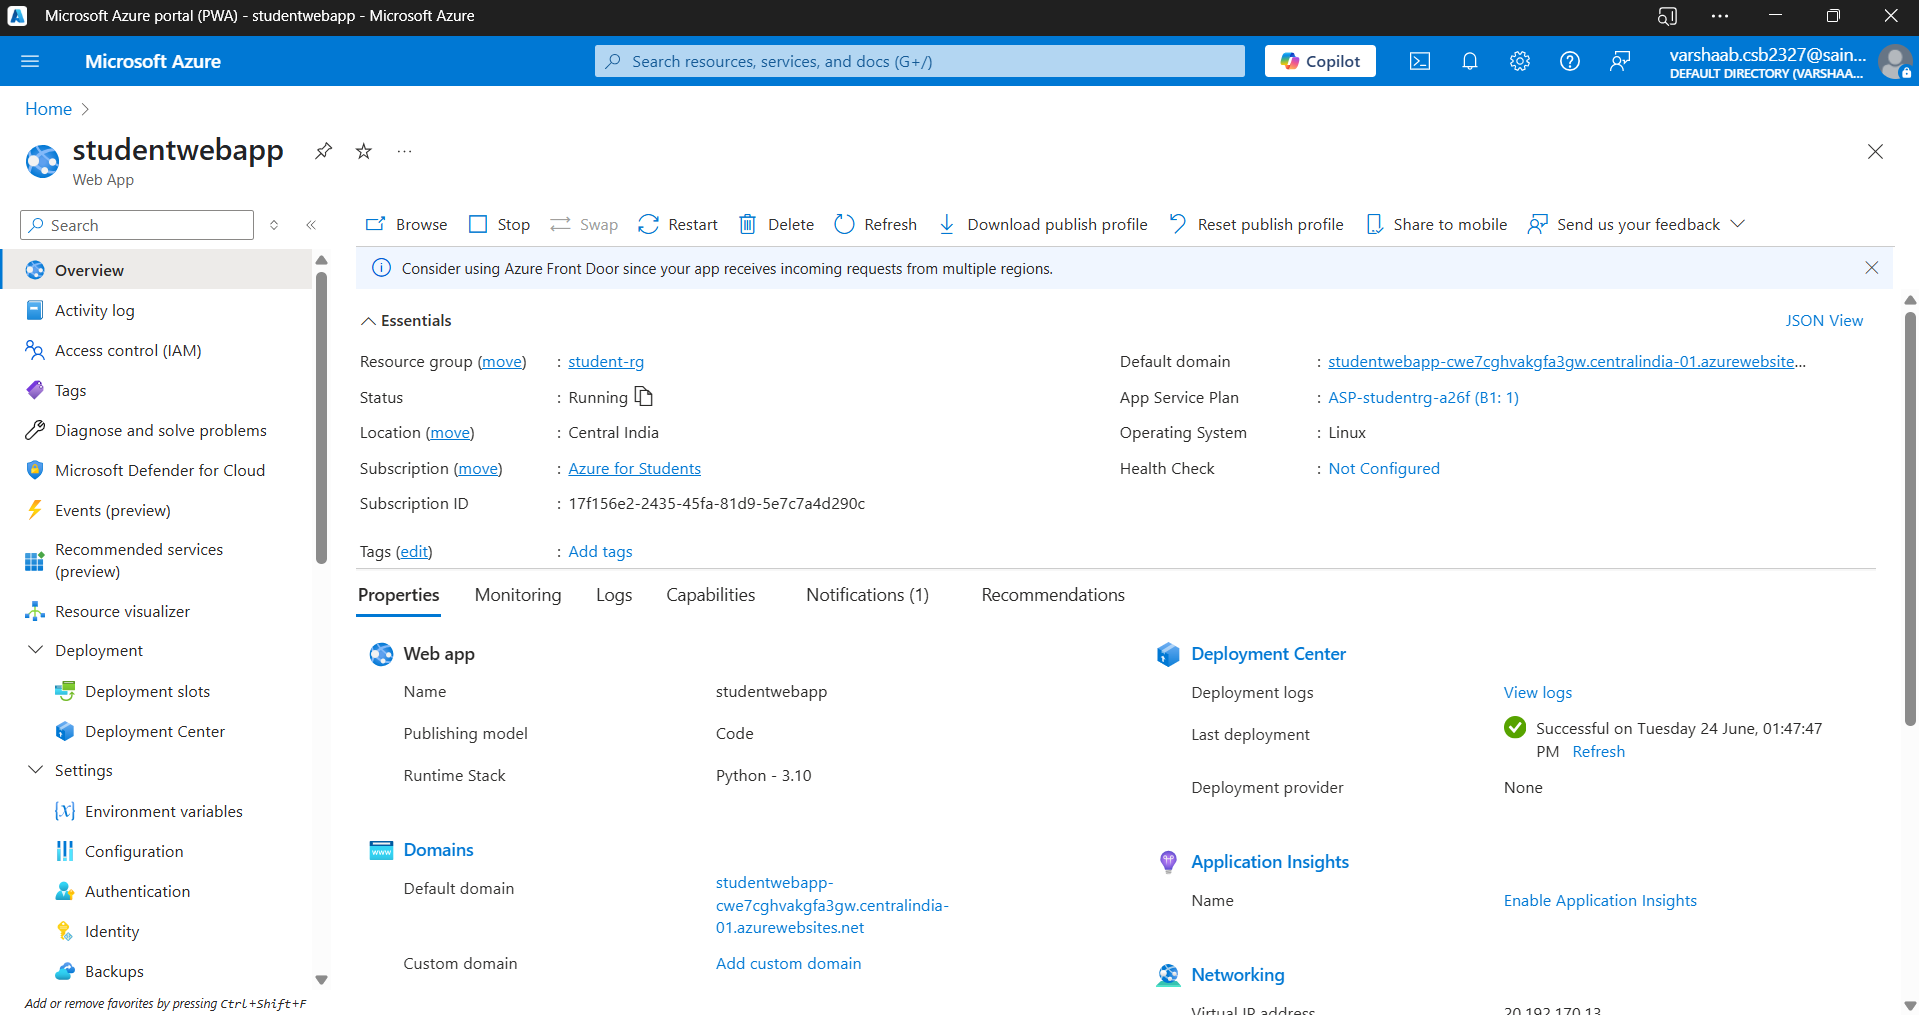 Microsoft Azure portal (PWA) - studentwebapp - Microsoft Azure
Microsoft Azure
Search resources, services, and docs (G+/)
Copilot
varshaab.csb2327@sain...
DEFAULT DIRECTORY (VARSHAA...
Home
studentwebapp
Web App
Search
Browse
Stop
Swap
Restart
Delete
Refresh
Download publish profile
Reset publish profile
Share to mobile
Send us your feedback
Overview
Activity log
Access control (IAM)
Tags
Diagnose and solve problems
Microsoft Defender for Cloud
Events (preview)
Recommended services
(preview)
Resource visualizer
Deployment
Deployment slots
Deployment Center
Settings
Environment variables
Configuration
Authentication
Identity
Backups
Add or remove favorites by pressing Ctrl+Shift+F
Consider using Azure Front Door since your app receives incoming requests from multiple regions.
Essentials
JSON View
Resource group (move) : student-rg
Status : Running
Location (move) : Central India
Subscription (move) : Azure for Students
Subscription ID : 17f156e2-2435-45fa-81d9-5e7c7a4d290c
Tags (edit) : Add tags
Default domain : studentwebapp-cwe7cghvakgfa3gw.centralindia-01.azurewebsite...
App Service Plan : ASP-studentrg-a26f (B1: 1)
Operating System : Linux
Health Check : Not Configured
Properties
Monitoring
Logs
Capabilities
Notifications (1)
Recommendations
Web app
Name studentwebapp
Publishing model Code
Runtime Stack Python - 3.10
Domains
Default domain studentwebapp-
cwe7cghvakgfa3gw.centralindia-
01.azurewebsites.net
Custom domain Add custom domain
Deployment Center
Deployment logs View logs
Last deployment Successful on Tuesday 24 June, 01:47:47
PM Refresh
Deployment provider None
Application Insights
Name Enable Application Insights
Networking
Virtual IP address 20.192.170.13